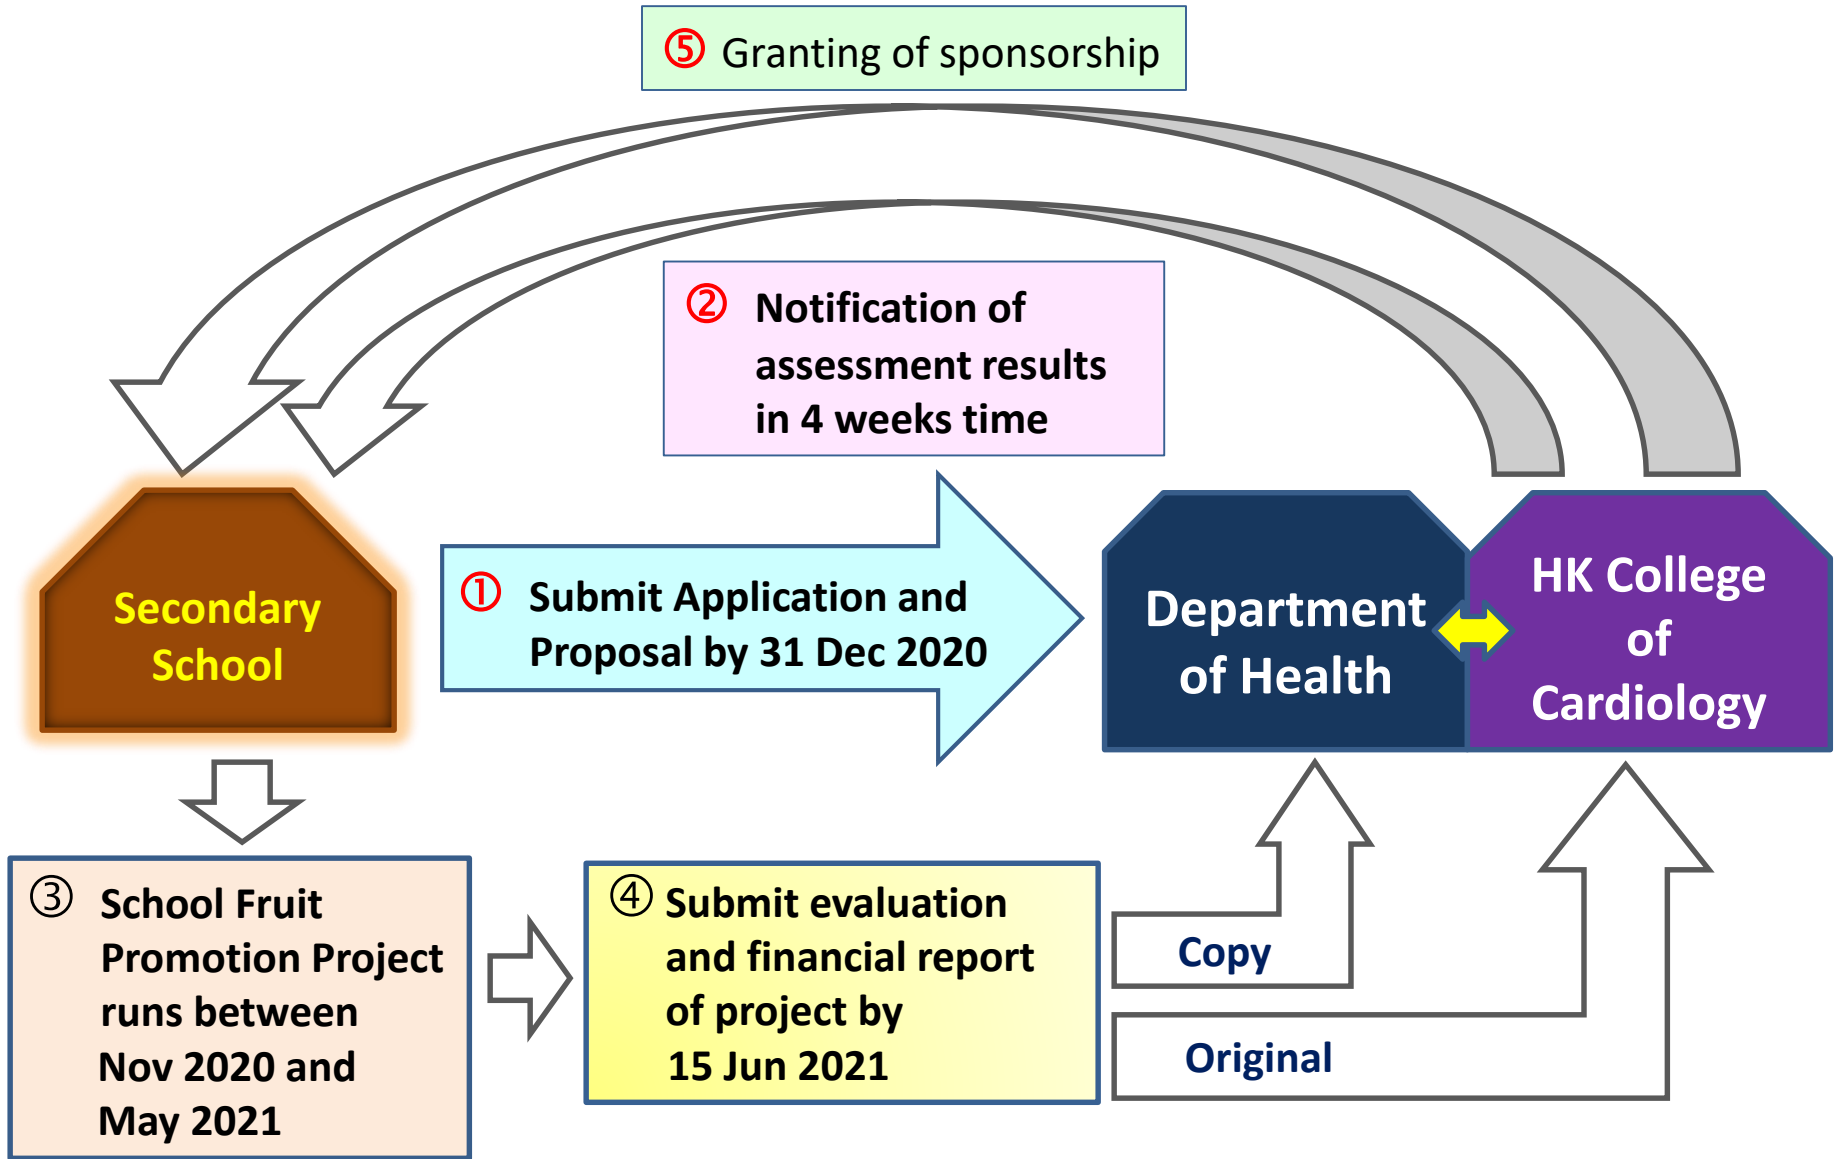 ⑤ Granting of sponsorship
② Notification of
assessment results
in 4 weeks time
Secondary
School
① Submit Application and
Proposal by 31 Dec 2020
Department
of Health
HK College
of
Cardiology
③ School Fruit
Promotion Project
runs between
Nov 2020 and
May 2021
④ Submit evaluation
and financial report
of project by
15 Jun 2021
Copy
Original